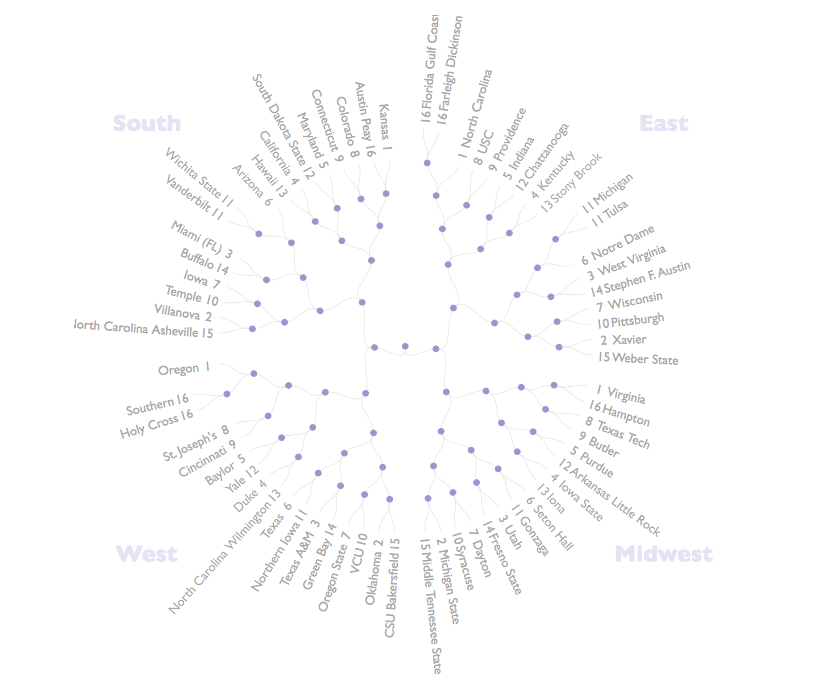 South
East
16 Florida Gulf Coast
16 Farleigh Dickinson
1 North Carolina
8 USC
9 Providence
5 Indiana
12 Chattanooga
4 Kentucky
13 Stony Brook
11 Michigan
11 Tulsa
6 Notre Dame
3 West Virginia
14 Stephen F. Austin
7 Wisconsin
10 Pittsburgh
2 Xavier
15 Weber State
1 Virginia
16 Hampton
8 Texas Tech
9 Butler
5 Purdue
12 Arkansas Little Rock
4 Iowa State
13 Iona
6 Seton Hall
11 Gonzaga
3 Utah
14 Fresno State
7 Dayton
10 Syracuse
2 Michigan State
15 Middle Tennessee State
Kansas 1
Austin Peay 16
Colorado 8
Connecticut 9
Maryland 5
South Dakota State 12
California 4
Hawaii 13
Arizona 6
Wichita State 11
Vanderbilt 11
Miami (FL) 3
Buffalo 14
Iowa 7
Temple 10
Villanova 2
orth Carolina Asheville 15
Oregon 1
Southern 16
Holy Cross 16
St. Joseph's 8
Cincinnati 9
Baylor 5
Yale 12
Duke 4
North Carolina Wilmington 13
Texas 6
Northern Iowa 11
Texas A&M 3
Green Bay 14
Oregon State 7
VCU 10
Oklahoma 2
CSU Bakersfield 15
West
Midwest